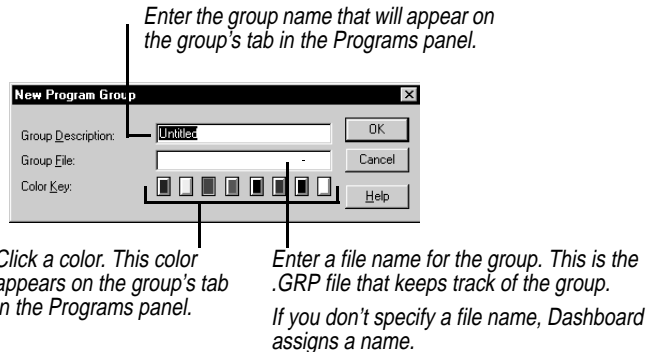 Enter the group name that will appear on
the group's tab in the Programs panel.
New Program Group
Group Description:
Untitled
OK
Group File:
Cancel
Color Key:
Help
Click a color. This color
appears on the group's tab
in the Programs panel.
Enter a file name for the group. This is the
.GRP file that keeps track of the group.
If you don't specify a file name, Dashboard
assigns a name.